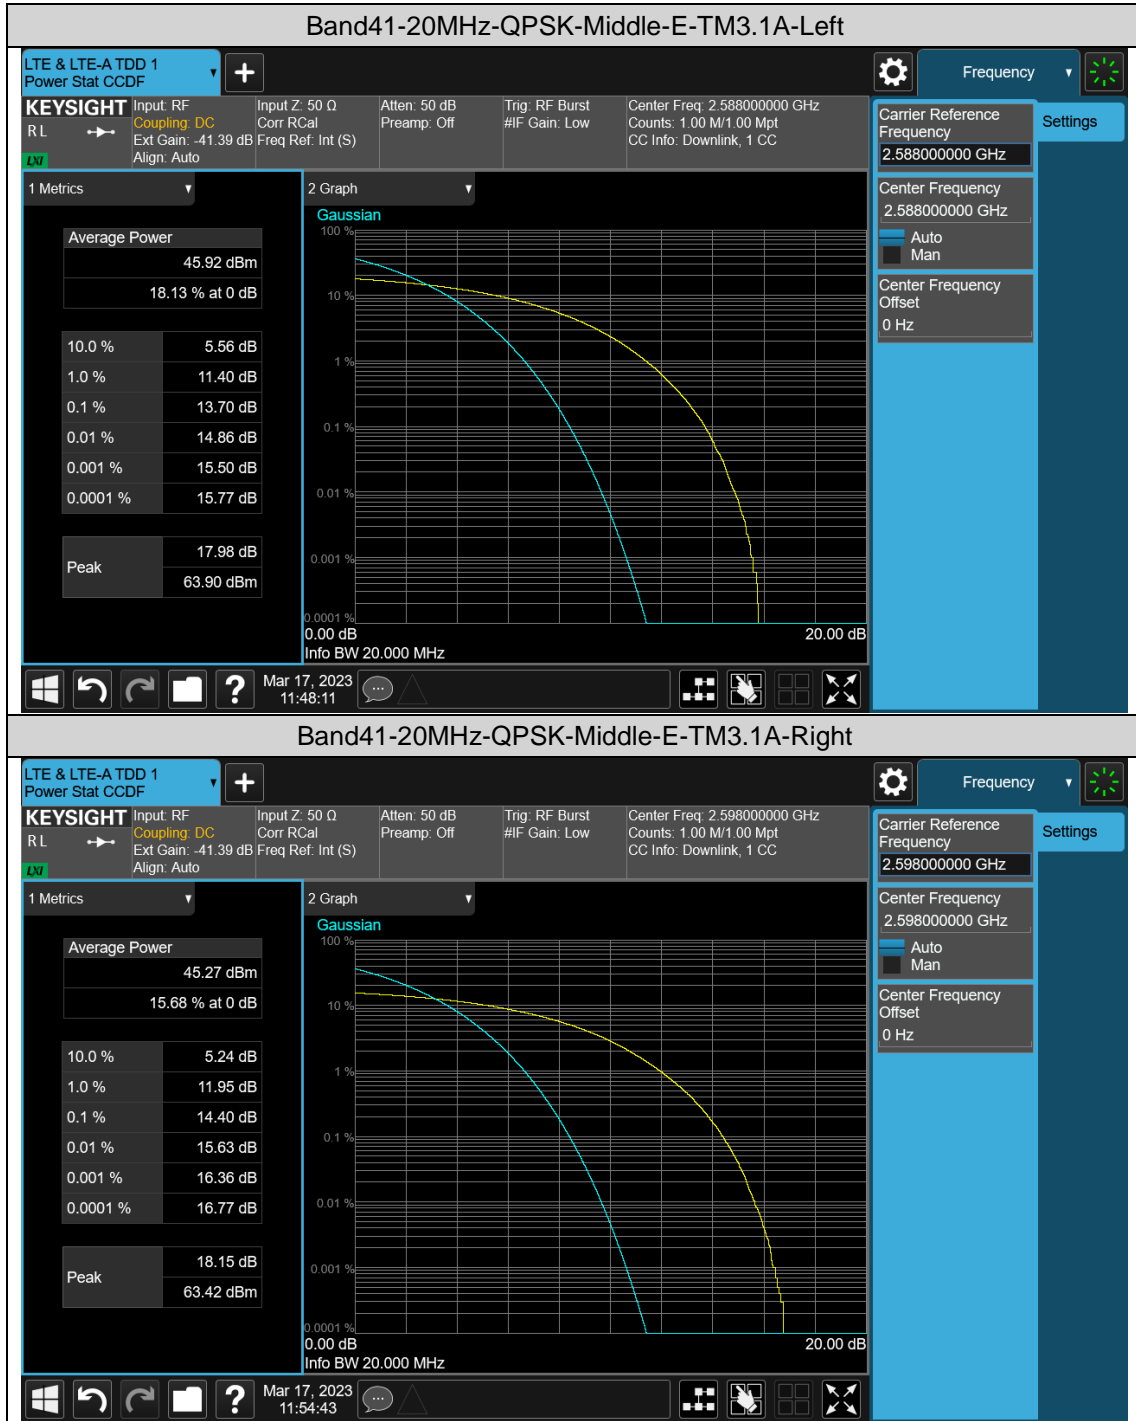 Band41-20MHz-QPSK-Middle-E-TM3.1A-Left
LTE & LTE-A TDD 1
Power Stat CCDF
Frequency
KEYSIGHT
R L
LXI
Input: RF
Coupling: DC
Ext Gain: -41.39 dB
Align: Auto
Input Z: 50 Ω
Corr RCal
Freq Ref: Int (S)
Atten: 50 dB
Preamp: Off
Trig: RF Burst
#IF Gain: Low
Center Freq: 2.588000000 GHz
Counts: 1.00 M/1.00 Mpt
CC Info: Downlink, 1 CC
Carrier Reference
Frequency
2.588000000 GHz
Settings
Center Frequency
2.588000000 GHz
Auto
Man
Center Frequency
Offset
0 Hz
1 Metrics
Average Power
45.92 dBm
18.13 % at 0 dB
10.0 % 5.56 dB
1.0 % 11.40 dB
0.1 % 13.70 dB
0.01 % 14.86 dB
0.001 % 15.50 dB
0.0001 % 15.77 dB
Peak
17.98 dB
63.90 dBm
2 Graph
Gaussian
100 %
10 %
1 %
0.1 %
0.01 %
0.001 %
0.0001 %
0.00 dB 20.00 dB
Info BW 20.000 MHz
Mar 17, 2023
11:48:11
Band41-20MHz-QPSK-Middle-E-TM3.1A-Right
LTE & LTE-A TDD 1
Power Stat CCDF
Frequency
KEYSIGHT
R L
LXI
Input: RF
Coupling: DC
Ext Gain: -41.39 dB
Align: Auto
Input Z: 50 Ω
Corr RCal
Freq Ref: Int (S)
Atten: 50 dB
Preamp: Off
Trig: RF Burst
#IF Gain: Low
Center Freq: 2.598000000 GHz
Counts: 1.00 M/1.00 Mpt
CC Info: Downlink, 1 CC
Carrier Reference
Frequency
2.598000000 GHz
Settings
Center Frequency
2.598000000 GHz
Auto
Man
Center Frequency
Offset
0 Hz
1 Metrics
Average Power
45.27 dBm
15.68 % at 0 dB
10.0 % 5.24 dB
1.0 % 11.95 dB
0.1 % 14.40 dB
0.01 % 15.63 dB
0.001 % 16.36 dB
0.0001 % 16.77 dB
Peak
18.15 dB
63.42 dBm
2 Graph
Gaussian
100 %
10 %
1 %
0.1 %
0.01 %
0.001 %
0.0001 %
0.00 dB 20.00 dB
Info BW 20.000 MHz
Mar 17, 2023
11:54:43